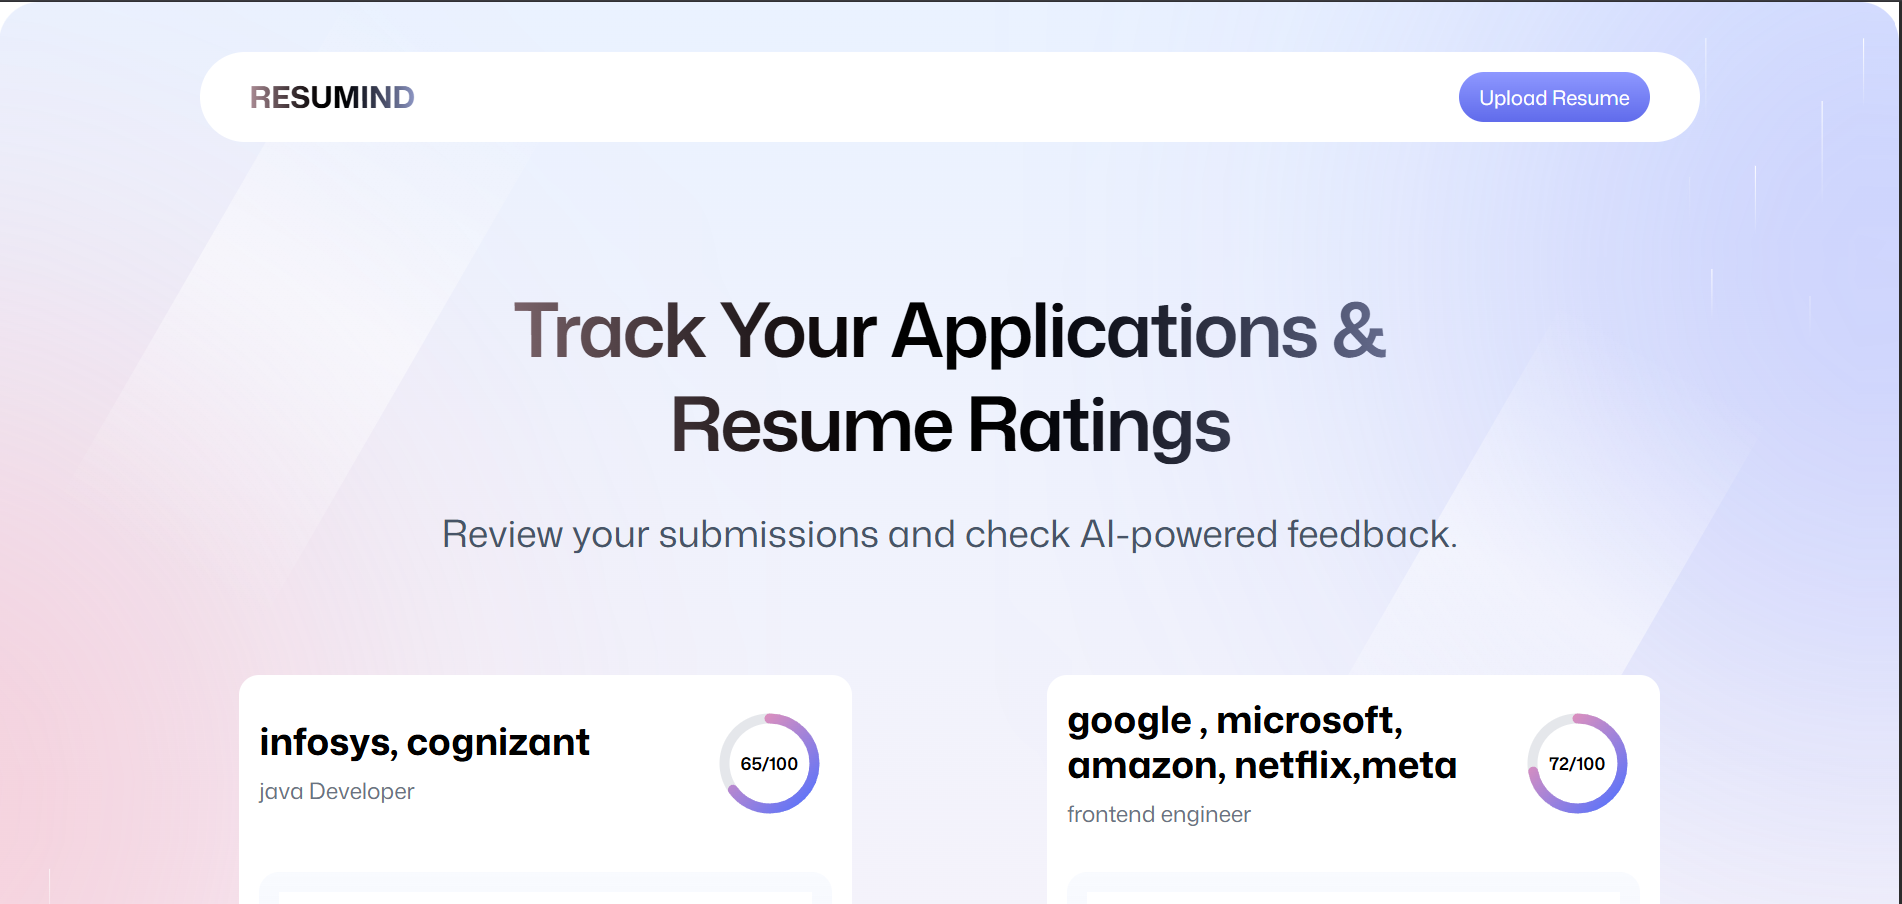 RESUMIND
Upload Resume
Track Your Applications &
Resume Ratings
Review your submissions and check AI-powered feedback.
infosys, cognizant
java Developer
65/100
google , microsoft,
amazon, netflix,meta
frontend engineer
72/100